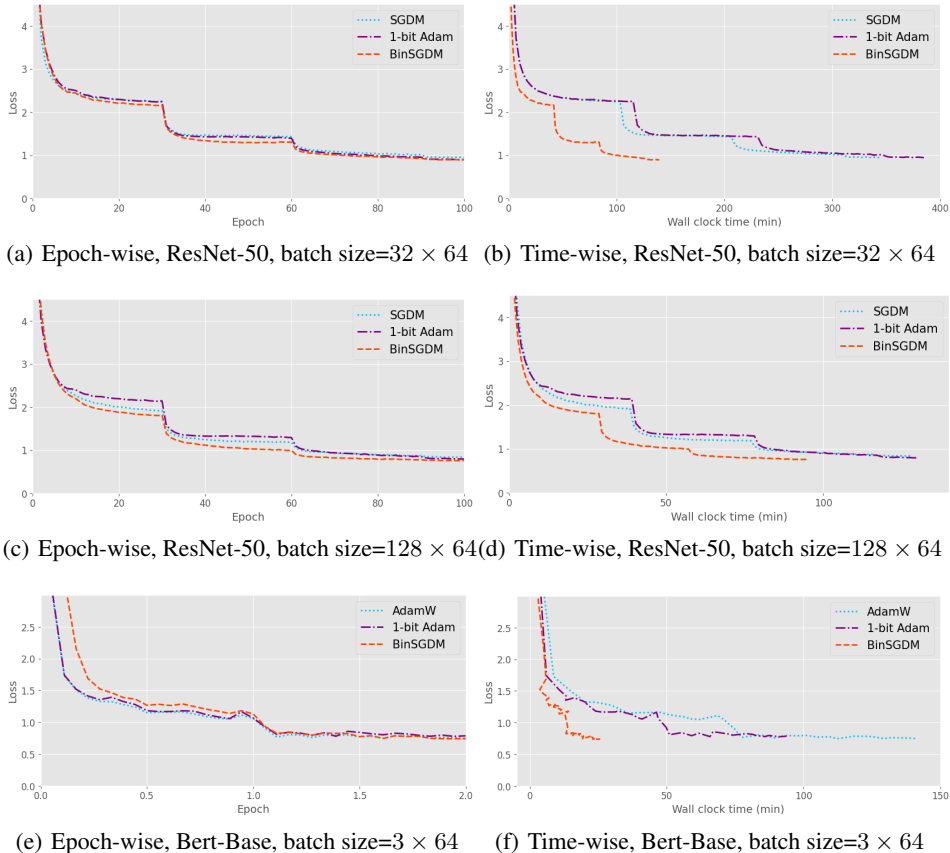 SGDM
1-bit Adam
BinSGDM
Loss
4
3
2
1
0
0 20 40 60 80 100
Epoch
(a) Epoch-wise, ResNet-50, batch size=32 × 64
SGDM
1-bit Adam
BinSGDM
Loss
4
3
2
1
0
0 100 200 300 400
Wall clock time (min)
(b) Time-wise, ResNet-50, batch size=32 × 64
SGDM
1-bit Adam
BinSGDM
Loss
4
3
2
1
0
0 20 40 60 80 100
Epoch
(c) Epoch-wise, ResNet-50, batch size=128 × 64
SGDM
1-bit Adam
BinSGDM
Loss
4
3
2
1
0
50 100
Wall clock time (min)
(d) Time-wise, ResNet-50, batch size=128 × 64
AdamW
1-bit Adam
BinSGDM
Loss
2.5
2.0
1.5
1.0
0.5
0.0
0.0 0.5 1.0 1.5 2.0
Epoch
(e) Epoch-wise, Bert-Base, batch size=3 × 64
AdamW
1-bit Adam
BinSGDM
Loss
2.5
2.0
1.5
1.0
0.5
0.0
0 50 100 150
Wall clock time (min)
(f) Time-wise, Bert-Base, batch size=3 × 64